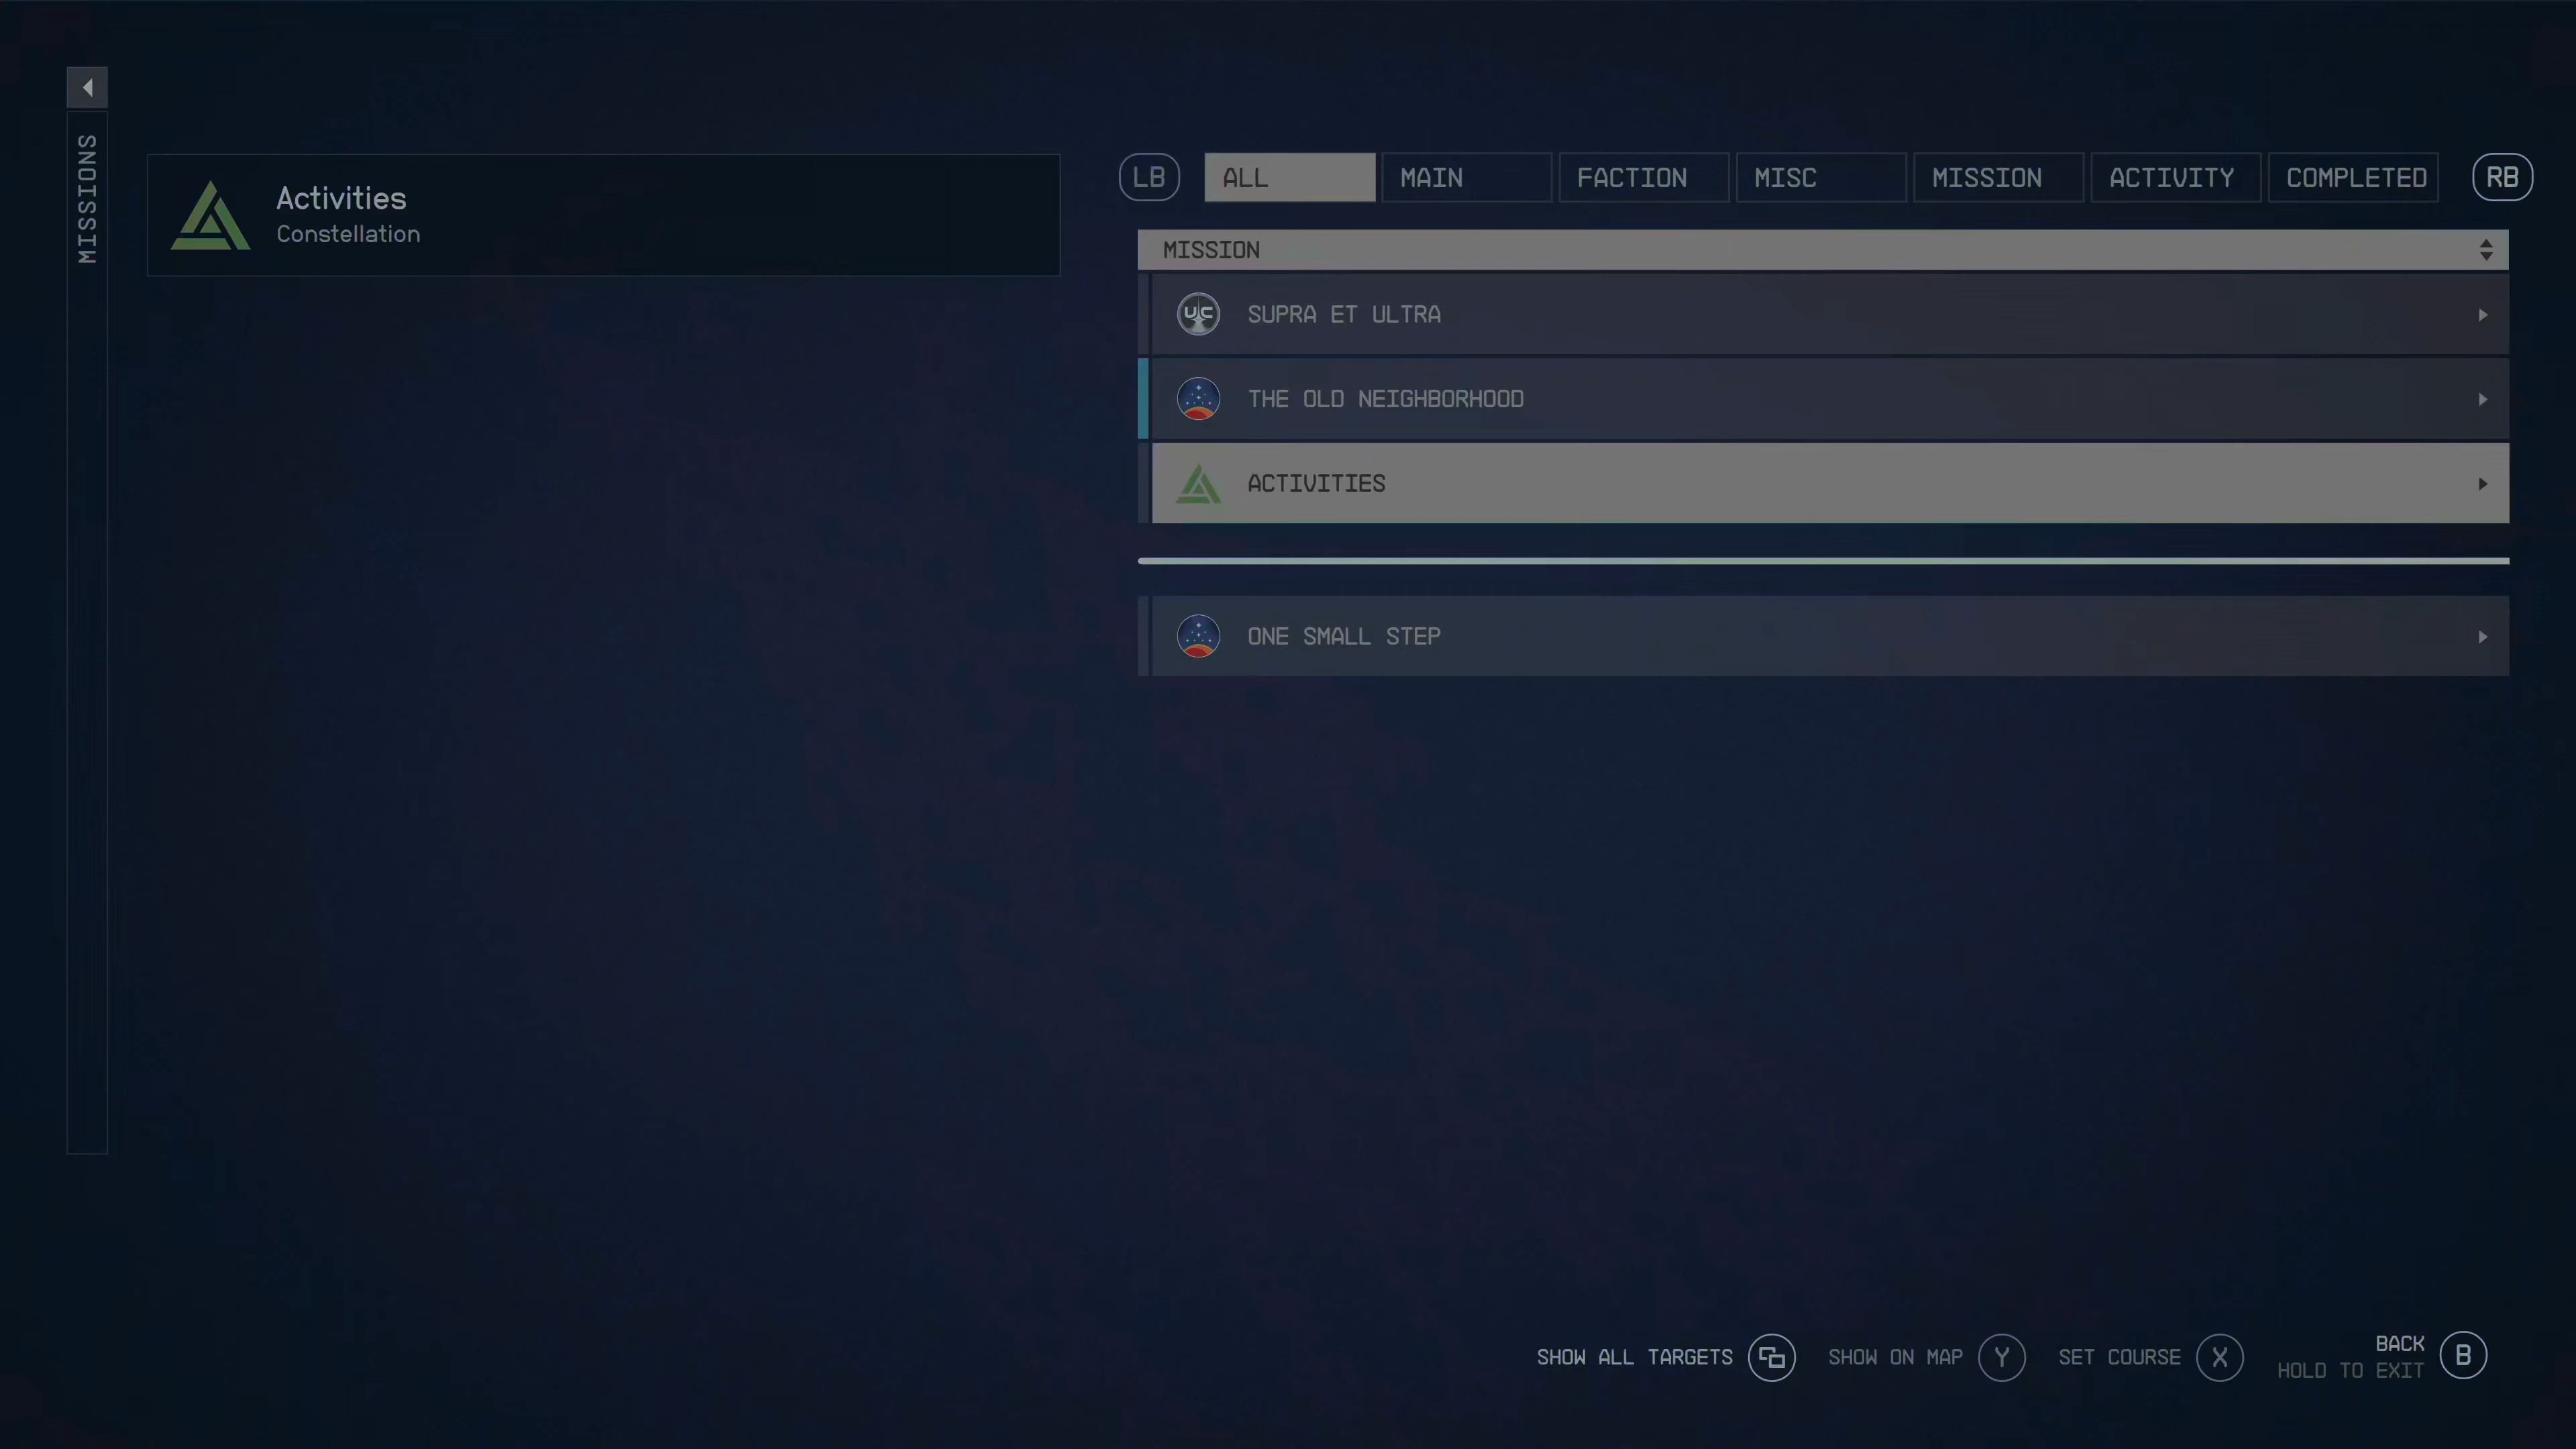 MISSIONS
Activities
Constellation
LB
ALL
MAIN
FACTION
MISC
MISSION
ACTIVITY
COMPLETED
RB
MISSION
UC
SUPRA ET ULTRA
THE OLD NEIGHBORHOOD
ACTIVITIES
ONE SMALL STEP
SHOW ALL TARGETS
SHOW ON MAP Y
SET COURSE X
BACK B
HOLD TO EXIT